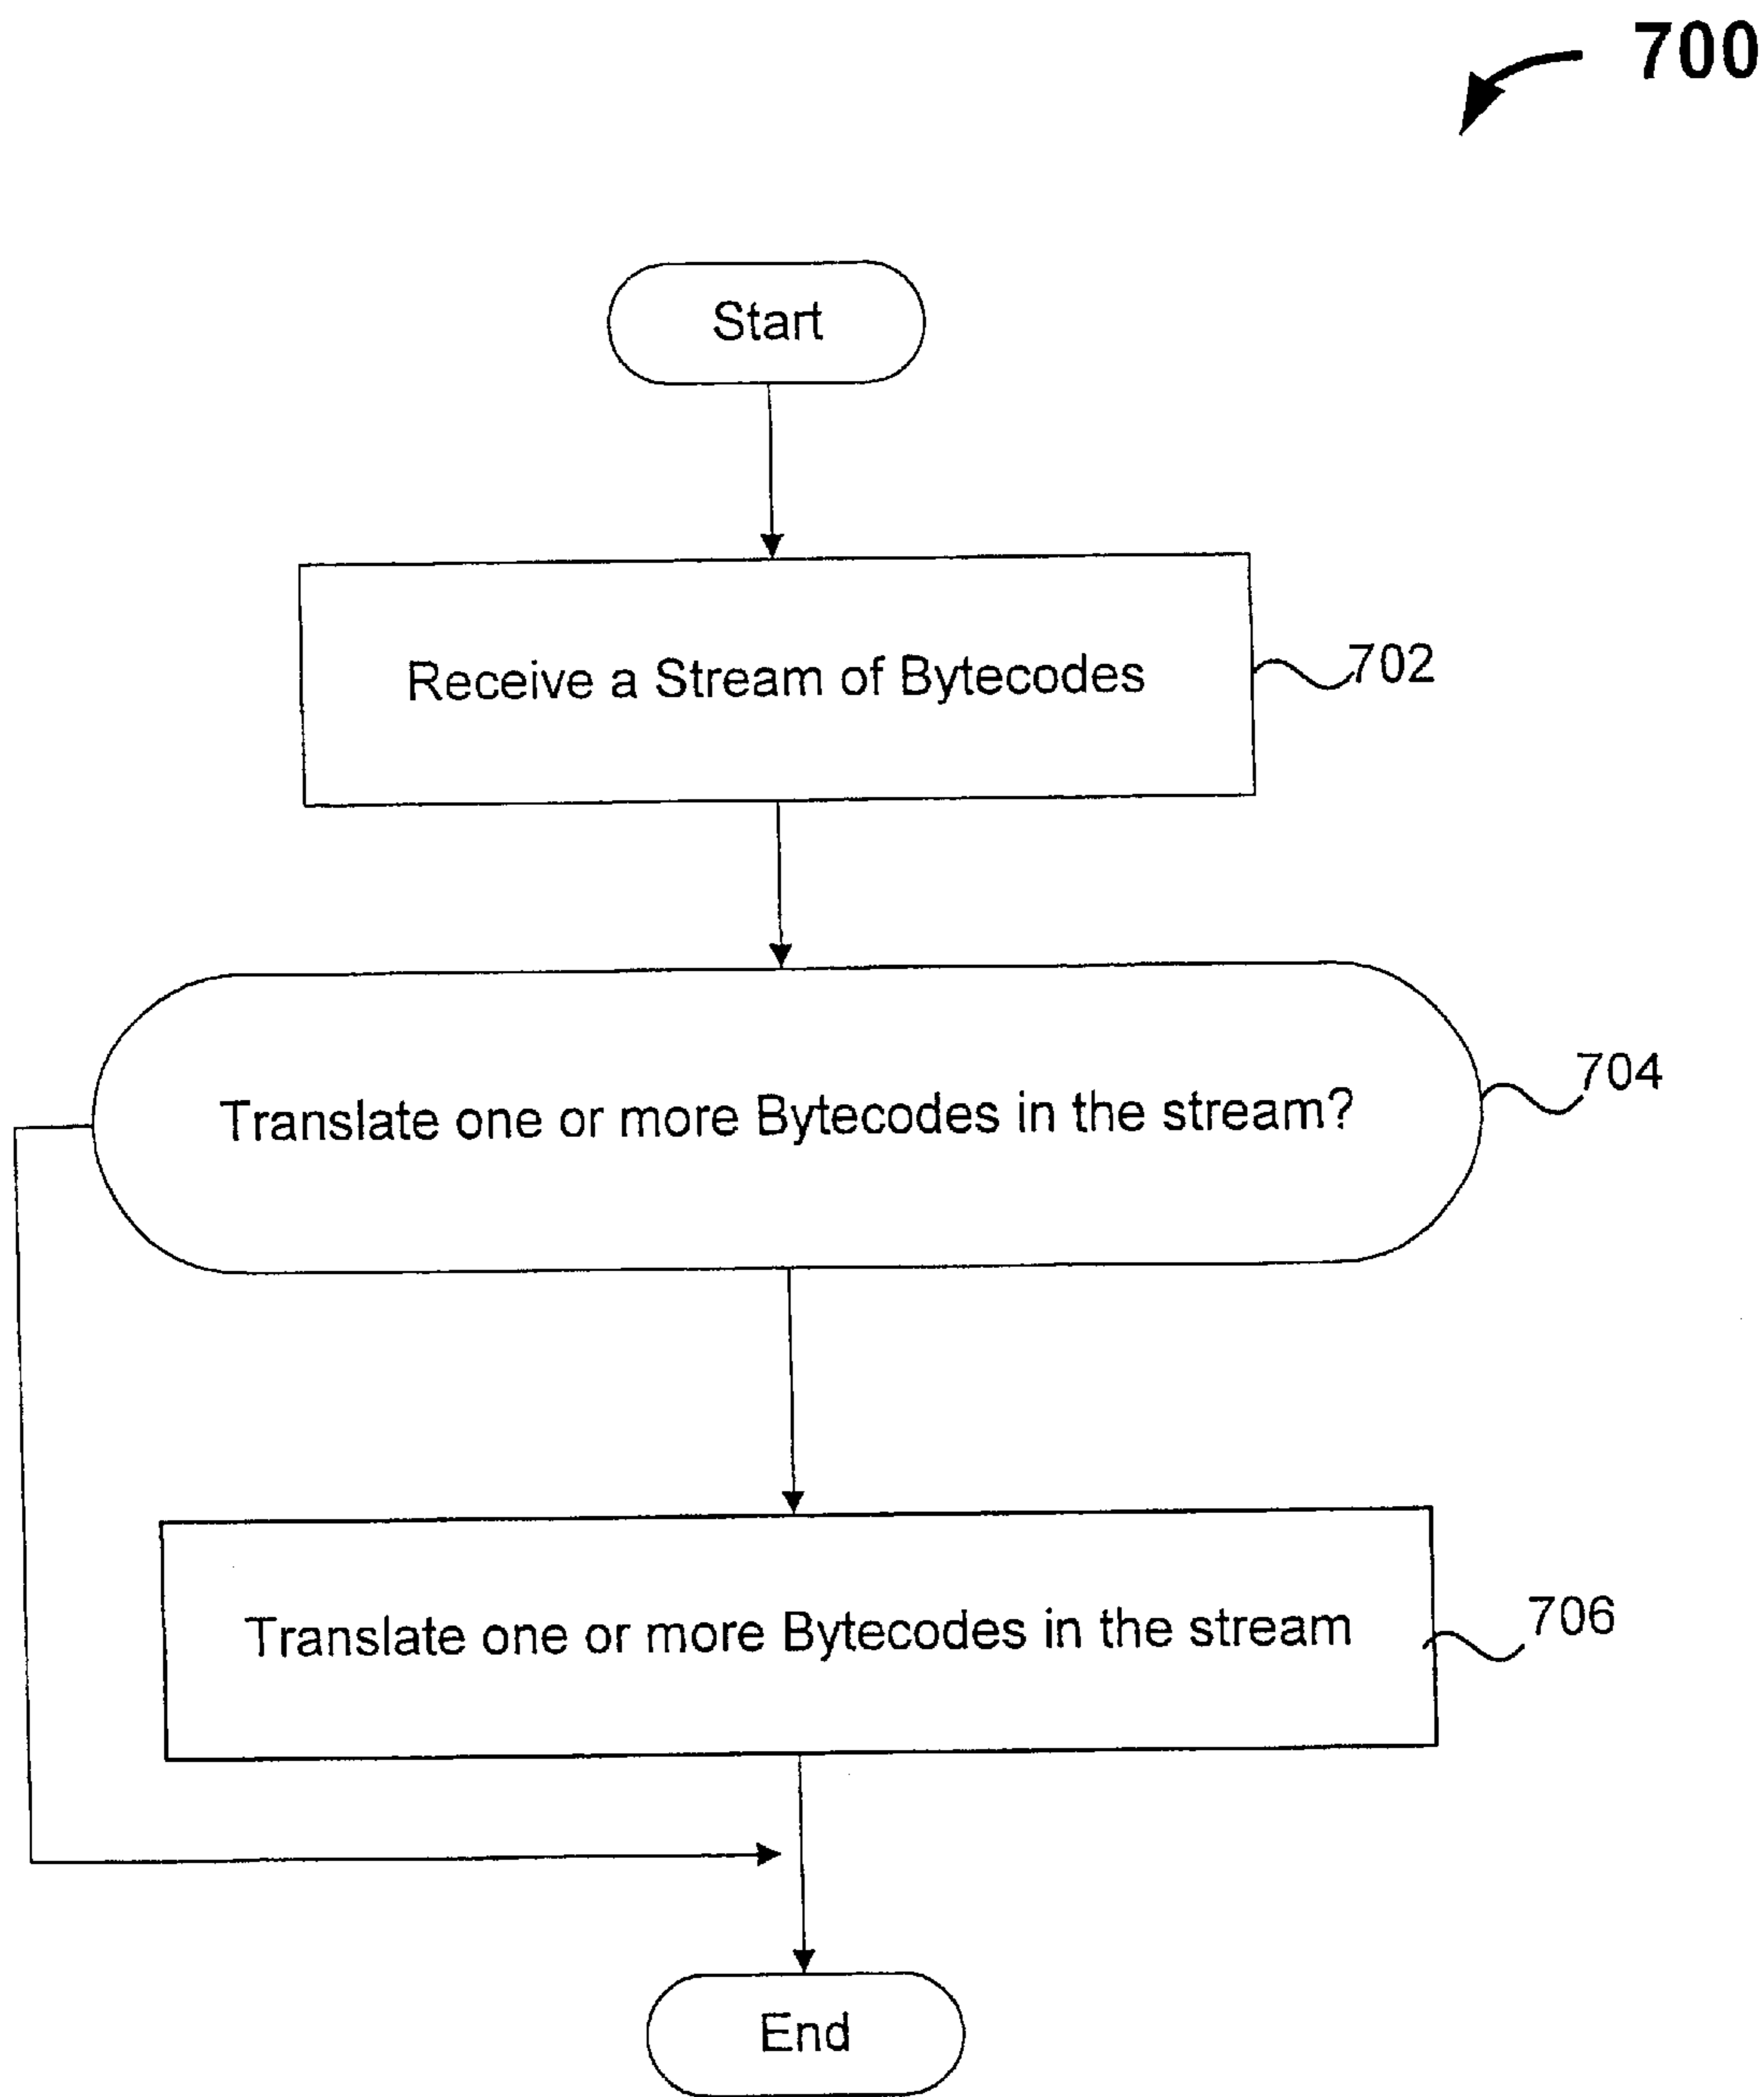 700
Start
Receive a Stream of Bytecodes
702
Translate one or more Bytecodes in the stream?
704
Translate one or more Bytecodes in the stream
706
End